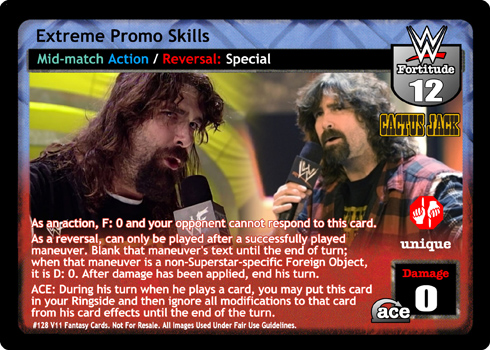 Extreme Promo Skills
Mid-match Action / Reversal: Special
Fortitude
12
CACTUS JACK
As an action, F: 0 and your opponent cannot respond to this card.
As a reversal, can only be played after a successfully played
maneuver. Blank that maneuver's text until the end of turn;
when that maneuver is a non-Superstar-specific Foreign Object,
it is D: 0. After damage has been applied, end his turn.
ACE: During his turn when he plays a card, you may put this card
in your Ringside and then ignore all modifications to that card
from his card effects until the end of the turn.
unique
Damage
0
ace
#128 V11 Fantasy Cards. Not For Resale. All Images Used Under Fair Use Guidelines.